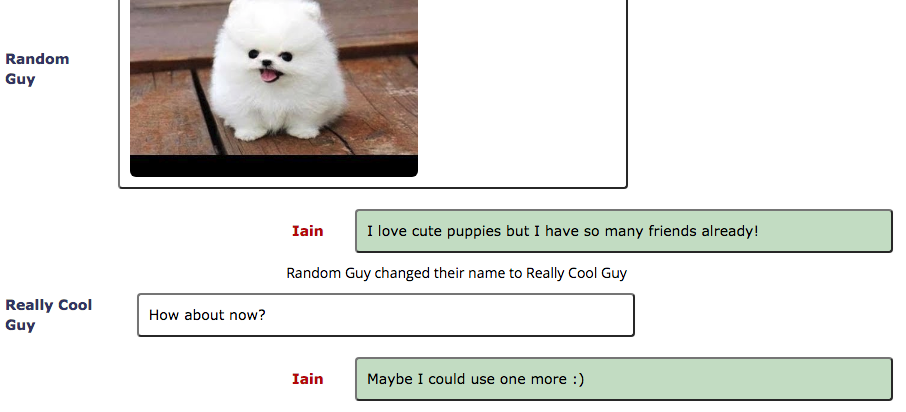 Random
Guy
Iain
I love cute puppies but I have so many friends already!
Random Guy changed their name to Really Cool Guy
Really Cool
Guy
How about now?
Iain
Maybe I could use one more :)